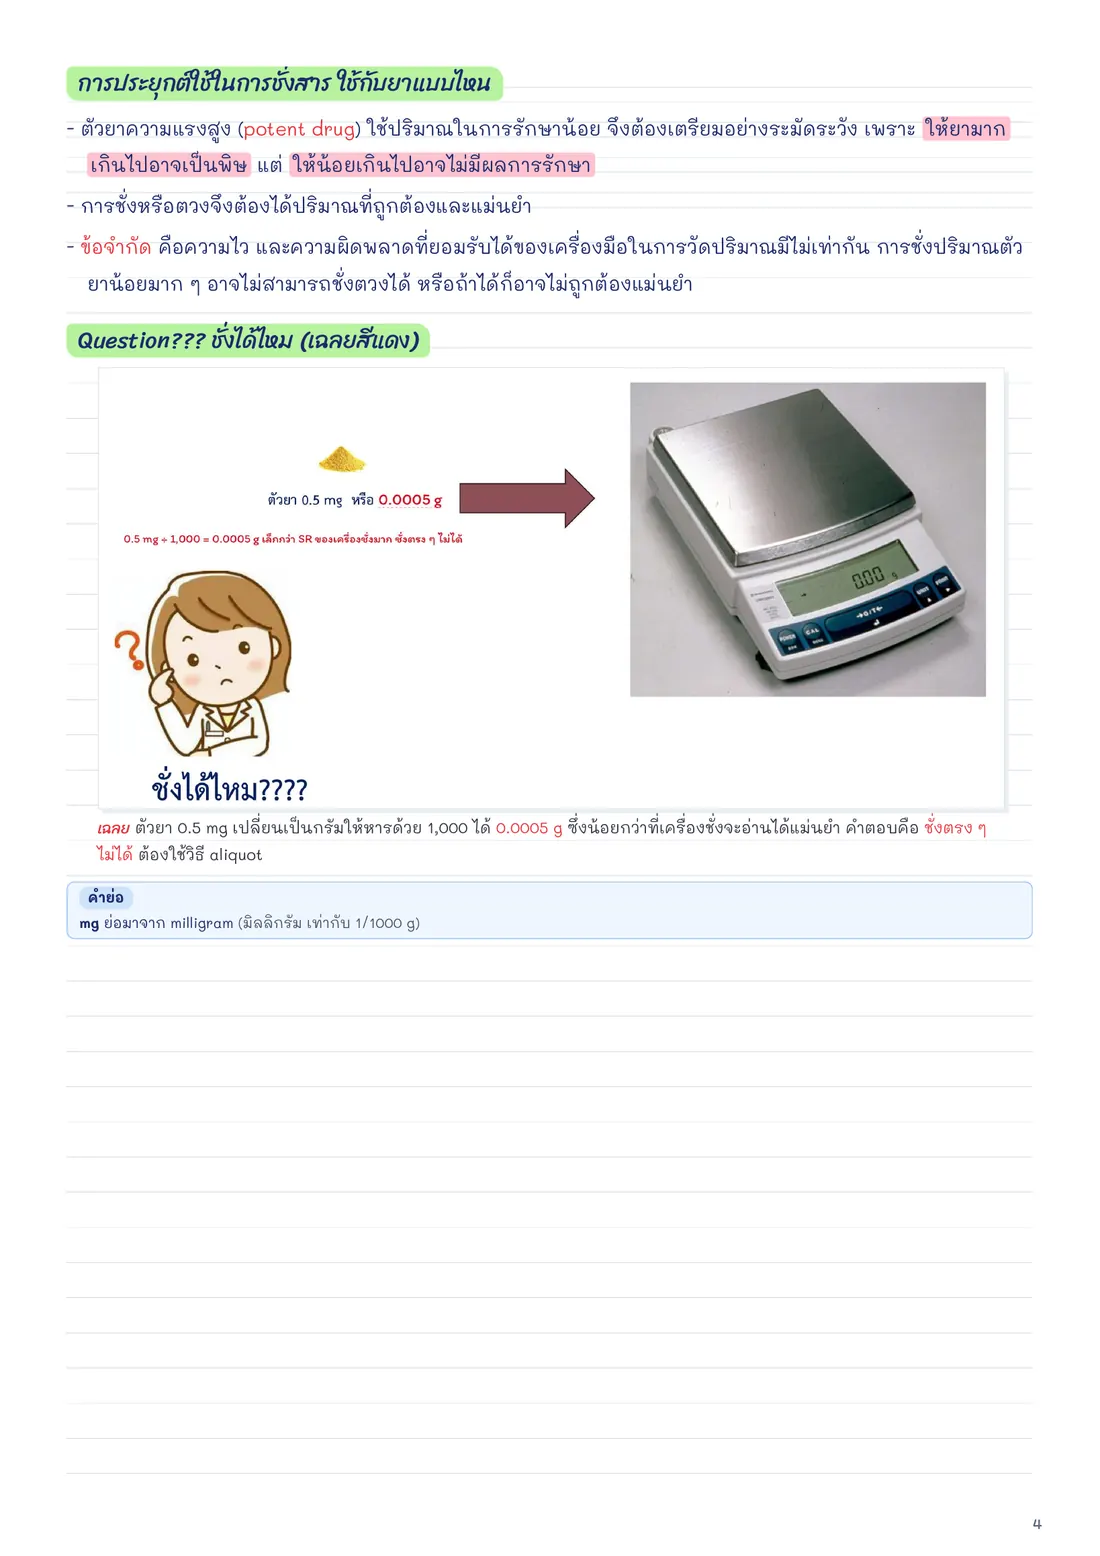 การประยุกต์ใช้ในการชั่งสาร ใช้กับยาแบบไหน
- ตัวยาความแรงสูง (potent drug) ใช้ปริมาณในการรักษาน้อย จึงต้องเตรียมอย่างระมัดระวัง เพราะ ให้ยามาก
เกินไปอาจเป็นพิษ แต่ ให้น้อยเกินไปอาจไม่มีผลการรักษา
- การชั่งหรือตวงจึงต้องได้ปริมาณที่ถูกต้องและแม่นยำ
- ข้อจำกัด คือความไว และความผิดพลาดที่ยอมรับได้ของเครื่องมือในการวัดปริมาณมีไม่เท่ากัน การชั่งปริมาณตัว
ยาน้อยมาก ๆ อาจไม่สามารถชั่งตวงได้ หรือถ้าได้ก็อาจไม่ถูกต้องแม่นยำ
Question??? ชั่งได้ไหม (เฉลยสีแดง)
ตัวยา 0.5 mg หรือ 0.0005 g
0.5 mg ÷ 1,000 = 0.0005 g เล็กกว่า SR ของเครื่องชั่งมาก ชั่งตรง ๆ ไม่ได้
0.00 g
→O/T←
POWER
CAL
UNIT
PRINT
?
ชั่งได้ไหม????
เฉลย ตัวยา 0.5 mg เปลี่ยนเป็นกรัมให้หารด้วย 1,000 ได้ 0.0005 g ซึ่งน้อยกว่าที่เครื่องชั่งจะอ่านได้แม่นยำ คำตอบคือ ชั่งตรง ๆ
ไม่ได้ ต้องใช้วิธี aliquot
คำย่อ
mg ย่อมาจาก milligram (มิลลิกรัม เท่ากับ 1/1000 g)
4